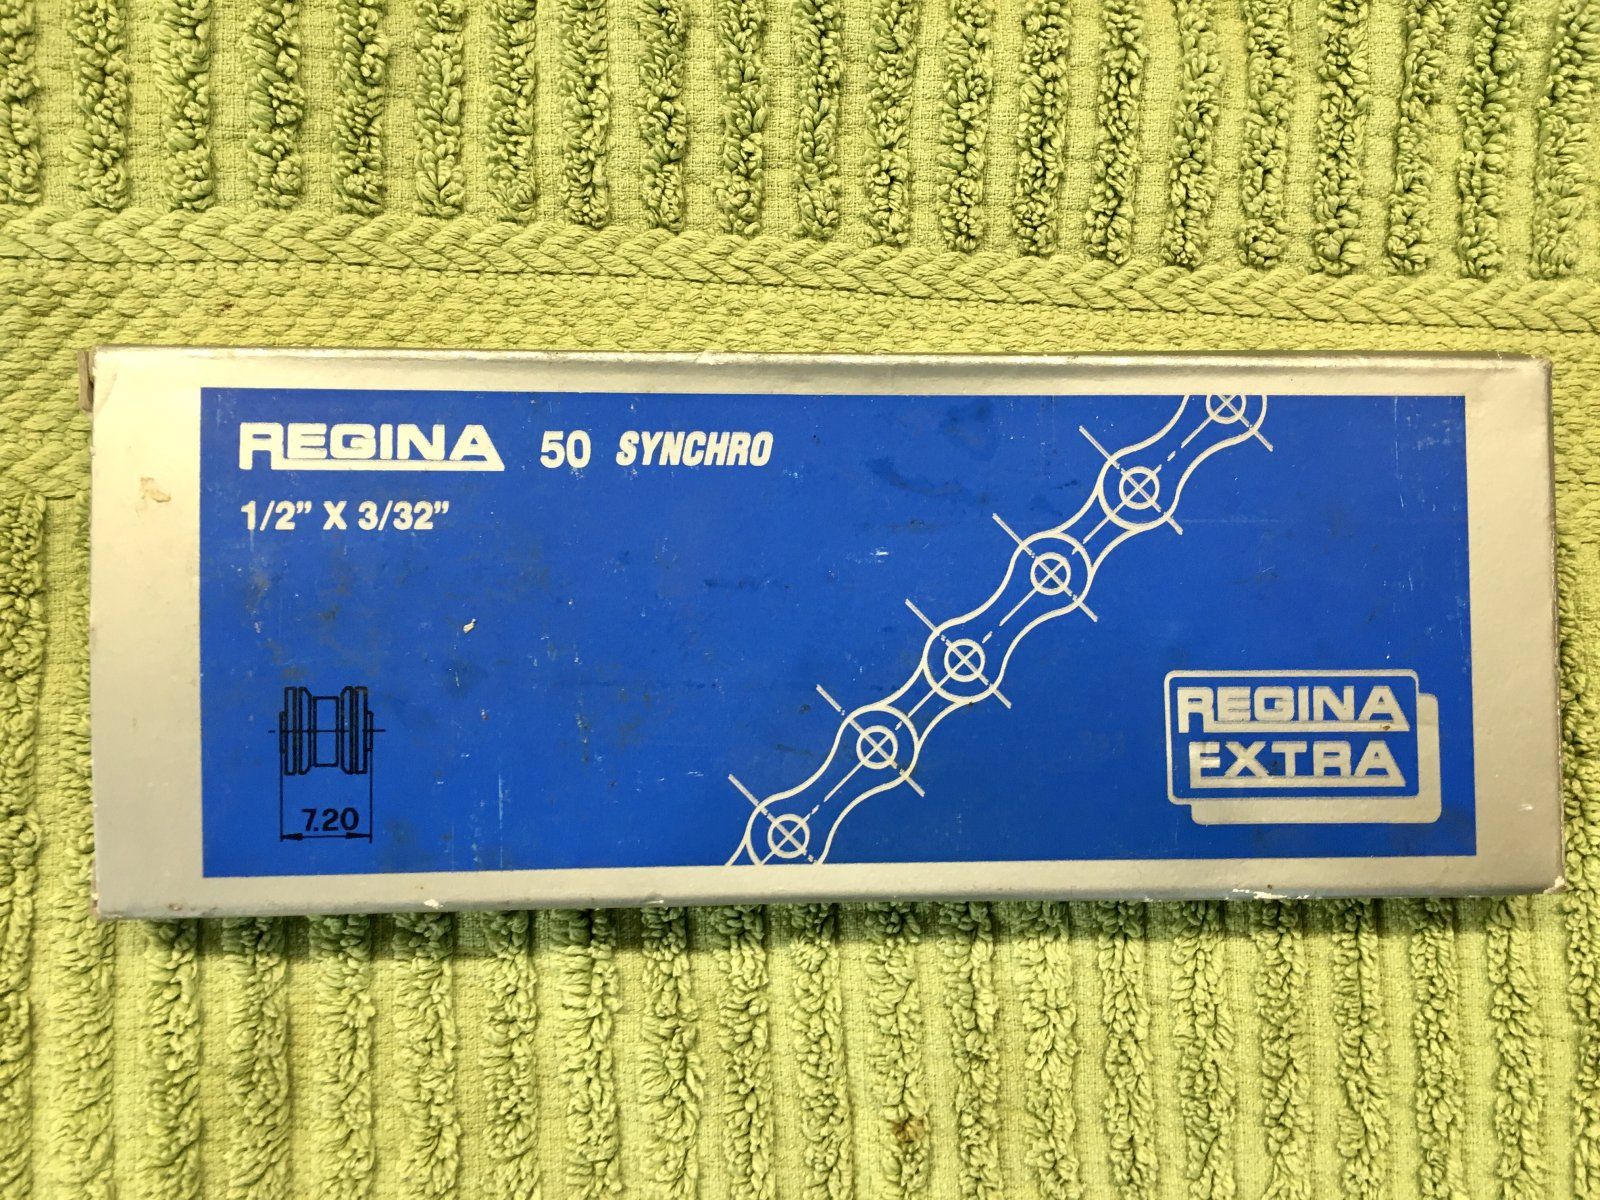 REGINA 50 SYNCHRO
1/2” X 3/32”
7.20
REGINA
EXTRA